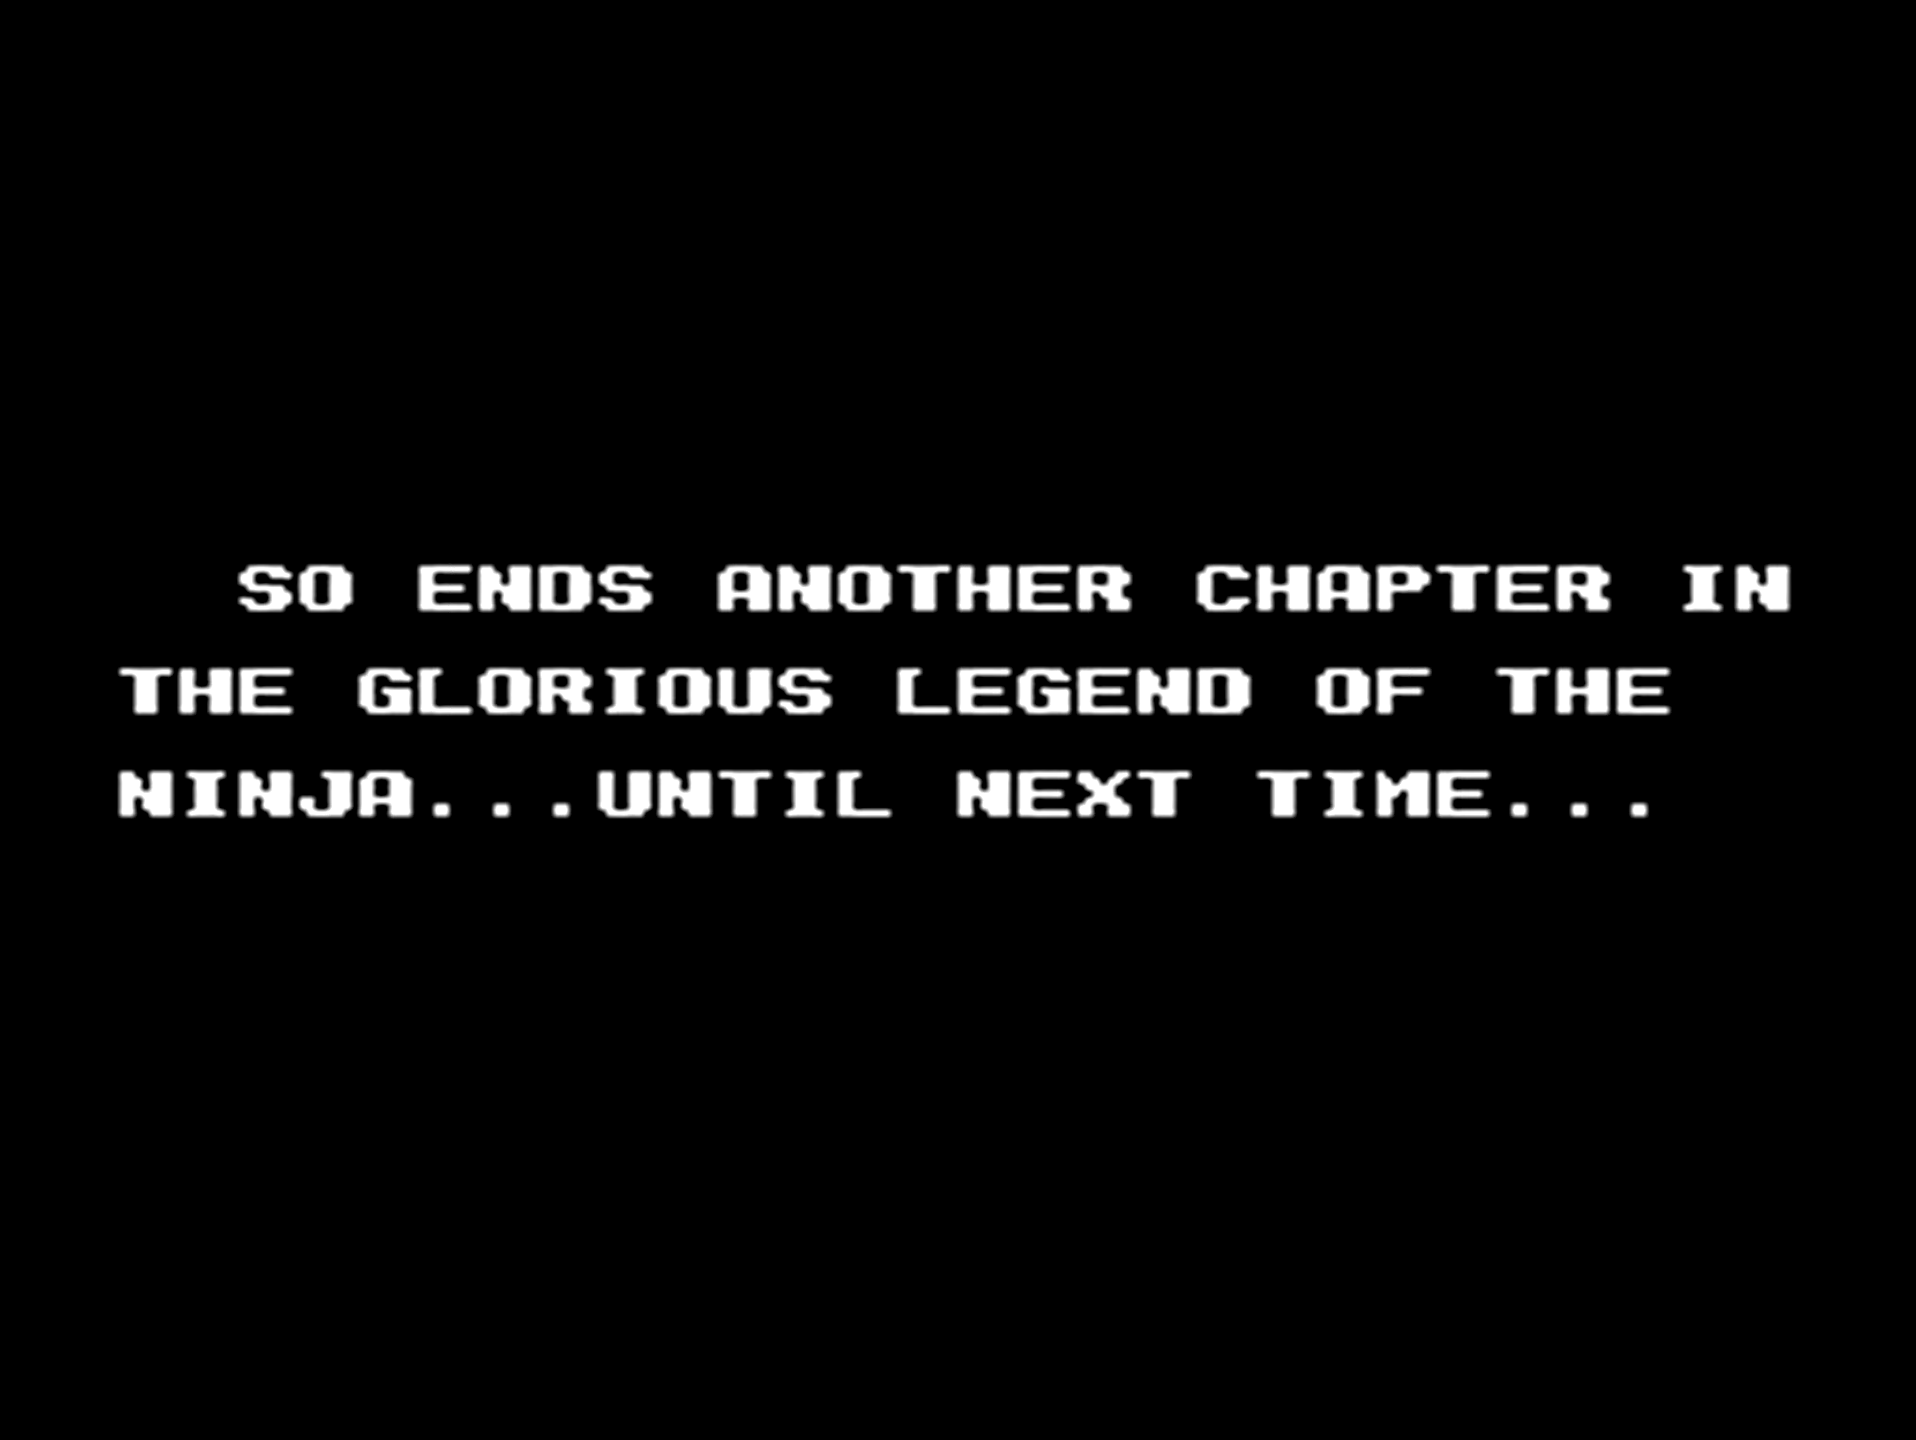 SO ENDS ANOTHER CHAPTER IN
THE GLORIOUS LEGEND OF THE
NINJA...UNTIL NEXT TIME...